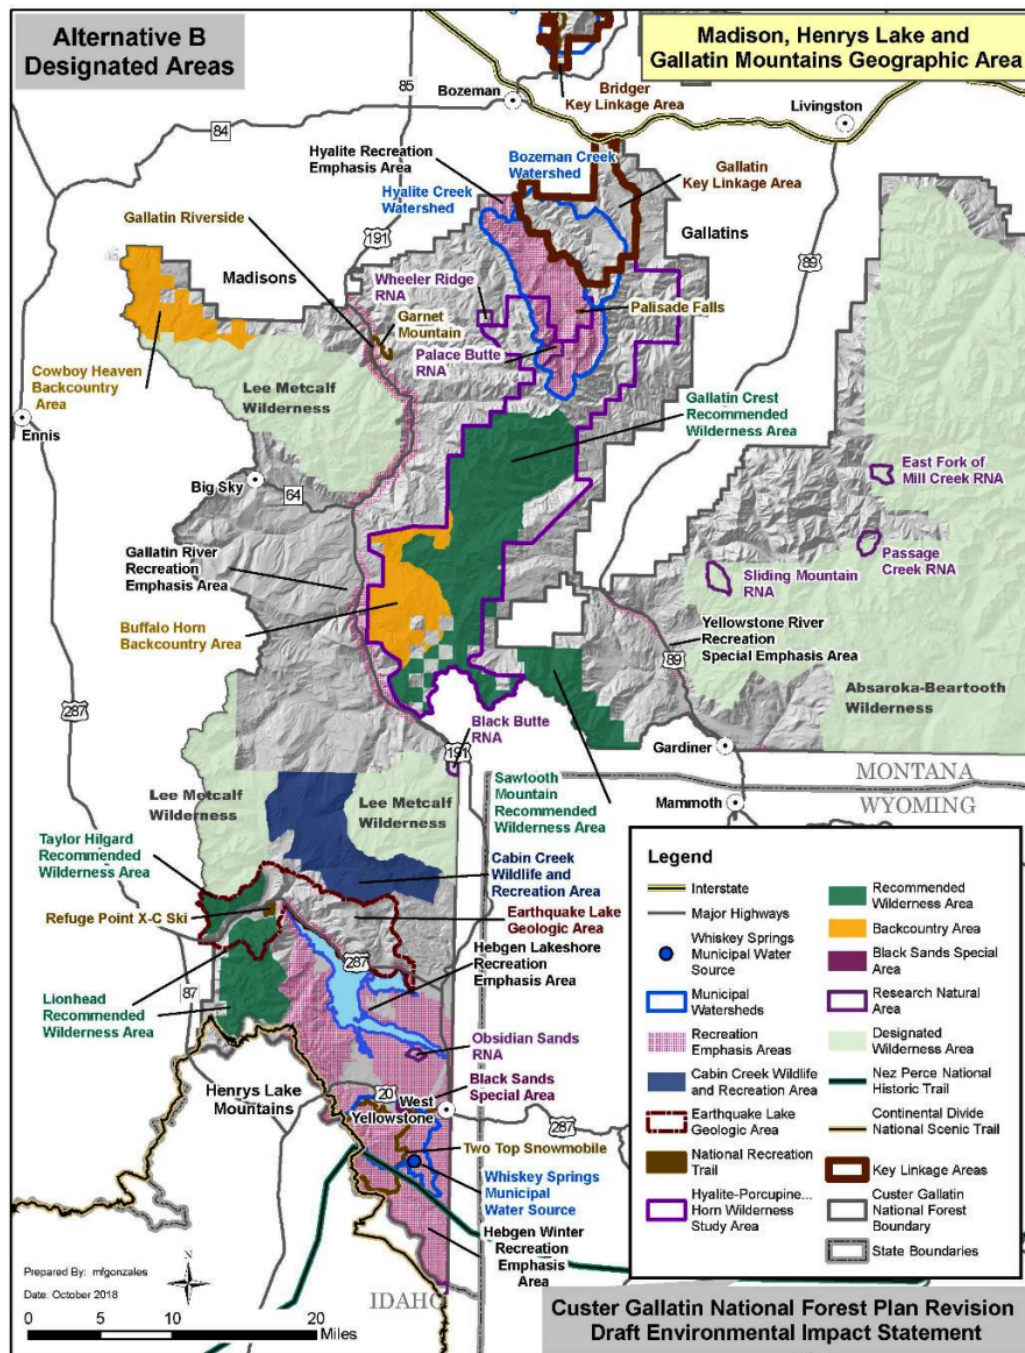 Alternative B
Designated Areas
Madison, Henrys Lake and
Gallatin Mountains Geographic Area
Bridger
Key Linkage Area
Bozeman
85
Livingston
84
Hyalite Recreation
Emphasis Area
Bozeman Creek
Watershed
Gallatin
Key Linkage Area
Hyalite Creek
Watershed
Gallatin Riverside
191
Gallatins
89
Madisons
Wheeler Ridge
RNA
Garnet
Mountain
Palisade Falls
Palace Butte
RNA
Cowboy Heaven
Backcountry
Area
Lee Metcalf
Wilderness
Gallatin Crest
Recommended
Wilderness Area
Ennis
East Fork of
Mill Creek RNA
Big Sky
64
Gallatin River
Recreation
Emphasis Area
Passage
Creek RNA
Sliding Mountain
RNA
Buffalo Horn
Backcountry Area
Yellowstone River
Recreation
Special Emphasis Area
89
Absaroka-Beartooth
Wilderness
287
Black Butte
RNA
191
Gardiner
MONTANA
WYOMING
Mammoth
Sawtooth
Mountain
Recommended
Wilderness Area
Lee Metcalf
Wilderness
Lee Metcalf
Wilderness
Taylor Hilgard
Recommended
Wilderness Area
Cabin Creek
Wildlife and
Recreation Area
Refuge Point X-C Ski
Earthquake Lake
Geologic Area
287
Hebgen Lakeshore
Recreation
Emphasis Area
87
Lionhead
Recommended
Wilderness Area
Obsidian Sands
RNA
Henrys Lake
Mountains
Black Sands
Special Area
20
West
Yellowstone
287
Two Top Snowmobile
Whiskey Springs
Municipal
Water Source
Hebgen Winter
Recreation
Emphasis
Area
IDAHO
Legend
Interstate
Major Highways
Whiskey Springs
Municipal Water
Source
Municipal
Watersheds
Recreation
Emphasis Areas
Cabin Creek Wildlife
and Recreation Area
Earthquake Lake
Geologic Area
National Recreation
Trail
Hyalite-Porcupine...
Horn Wilderness
Study Area
Recommended
Wilderness Area
Backcountry Area
Black Sands Special
Area
Research Natural
Area
Designated
Wilderness Area
Nez Perce National
Historic Trail
Continental Divide
National Scenic Trail
Key Linkage Areas
Custer Gallatin
National Forest
Boundary
State Boundaries
Prepared By: mfgonzales
Date: October 2018
N
0 5 10 20
Miles
Custer Gallatin National Forest Plan Revision
Draft Environmental Impact Statement